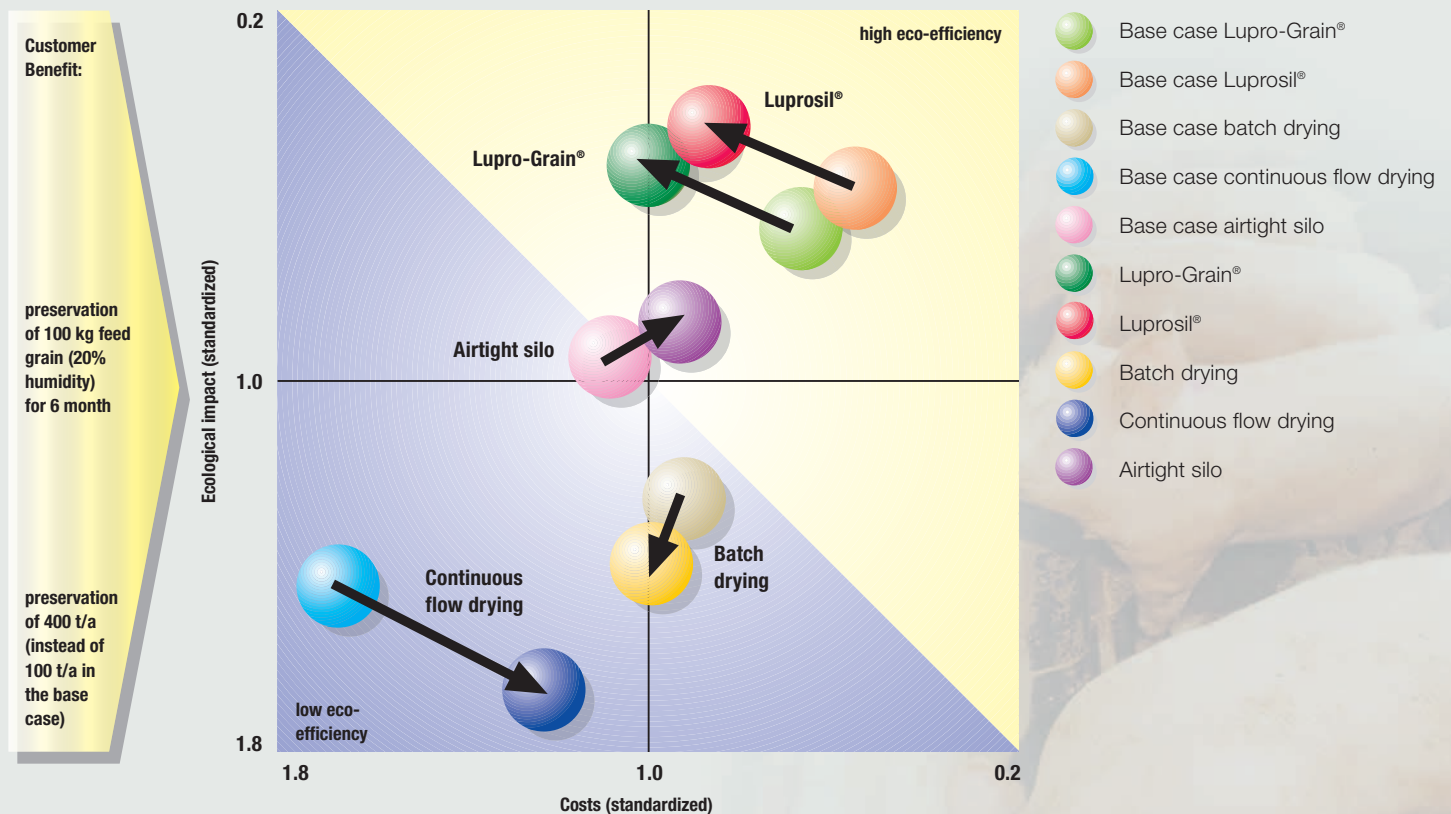 Customer
Benefit:
preservation
of 100 kg feed
grain (20%
humidity)
for 6 month
preservation
of 400 t/a
(instead of
100 t/a in
the base
case)
Ecological impact (standardized)
0.2
1.0
1.8
high eco-efficiency
Luprosil®
Lupro-Grain®
Airtight silo
Batch
drying
Continuous
flow drying
low eco-
efficiency
1.8
1.0
0.2
Costs (standardized)
Base case Lupro-Grain®
Base case Luprosil®
Base case batch drying
Base case continuous flow drying
Base case airtight silo
Lupro-Grain®
Luprosil®
Batch drying
Continuous flow drying
Airtight silo